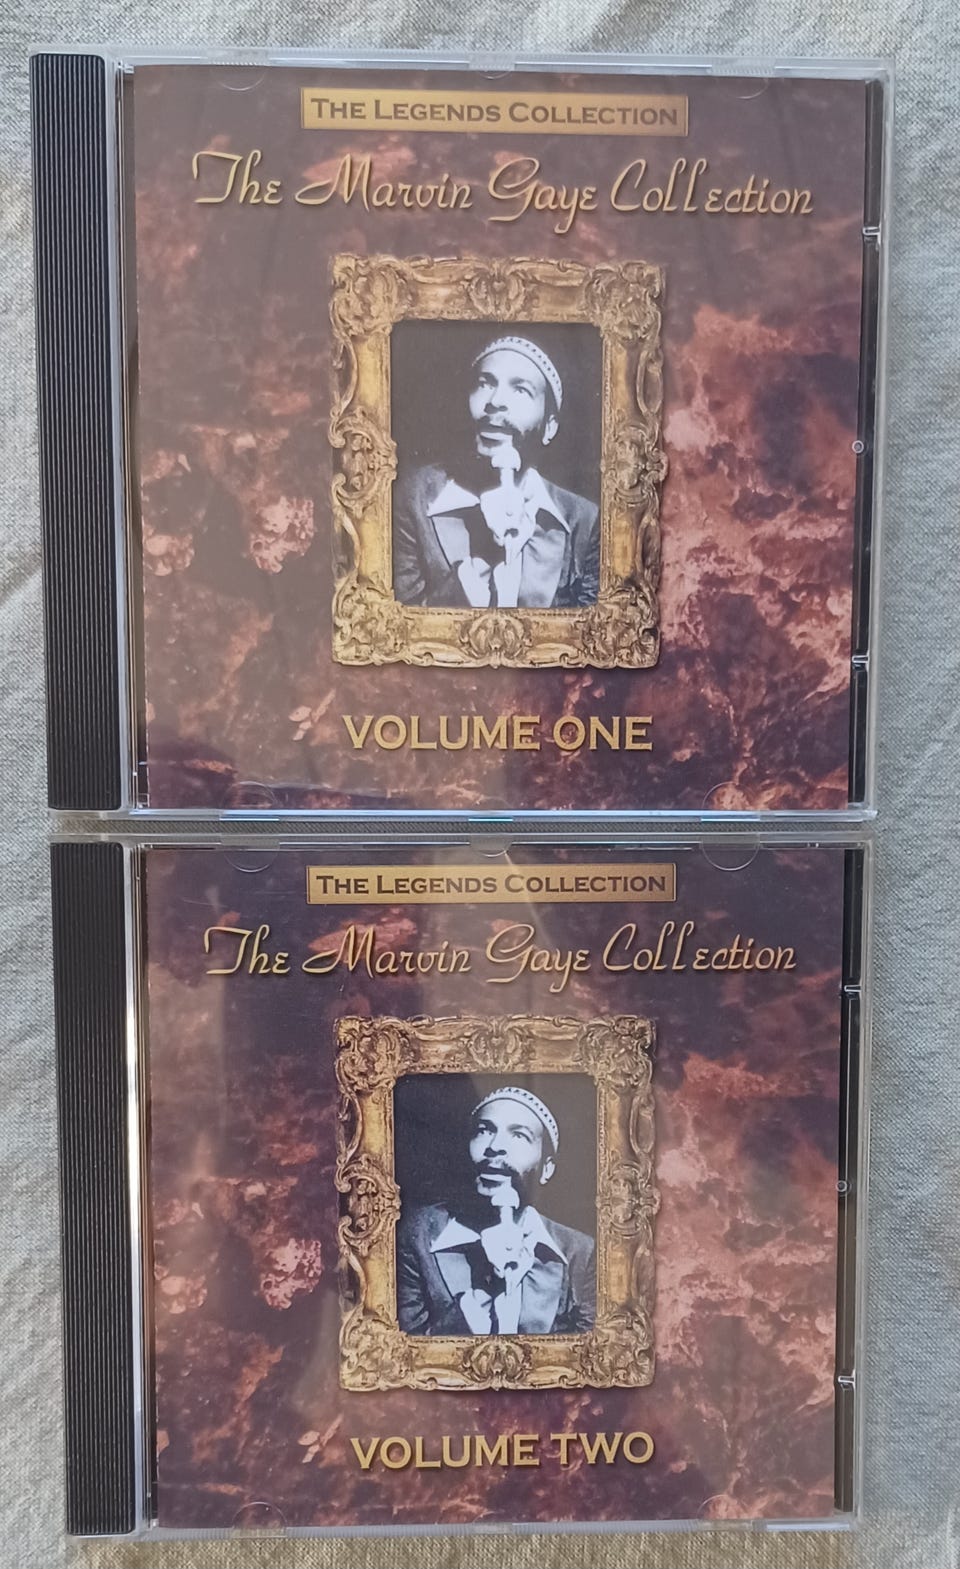 THE LEGENDS COLLECTION
The Marvin Gaye Collection
VOLUME ONE
THE LEGENDS COLLECTION
The Marvin Gaye Collection
VOLUME TWO